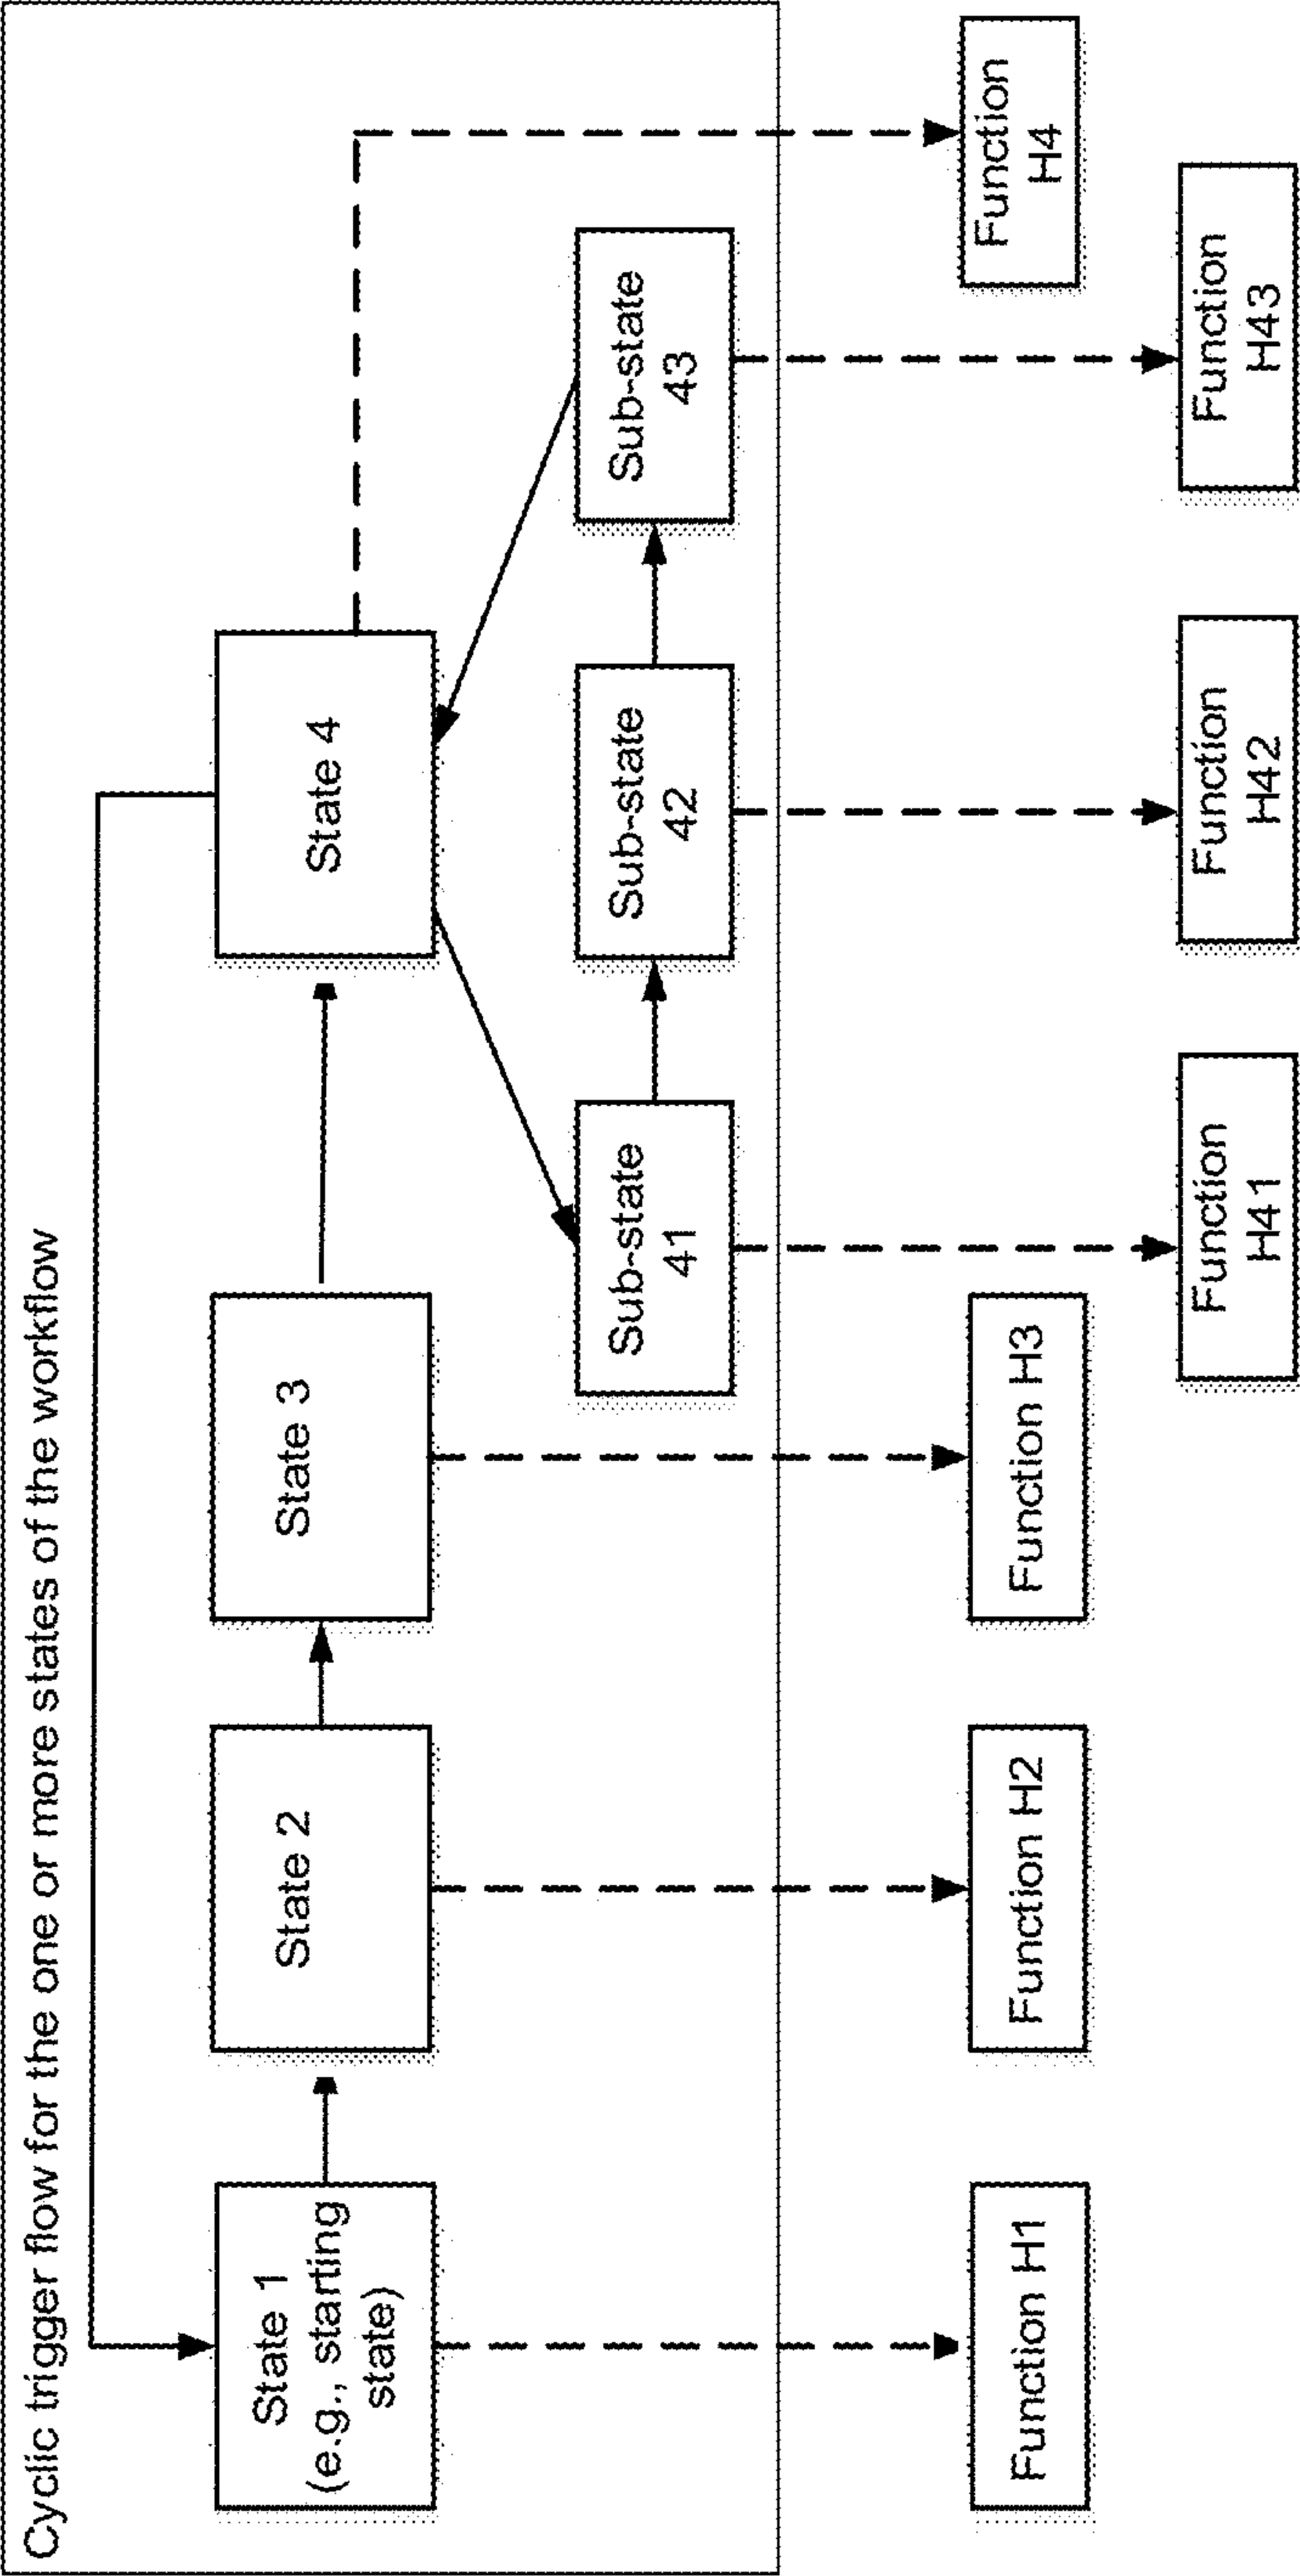 Cyclic trigger flow for the one or more states of the workflow
State 1
(e.g., starting
state)
State 2
State 3
State 4
Sub-state
41
Sub-state
42
Sub-state
43
Function H1
Function H2
Function H3
Function
H4
Function
H41
Function
H42
Function
H43